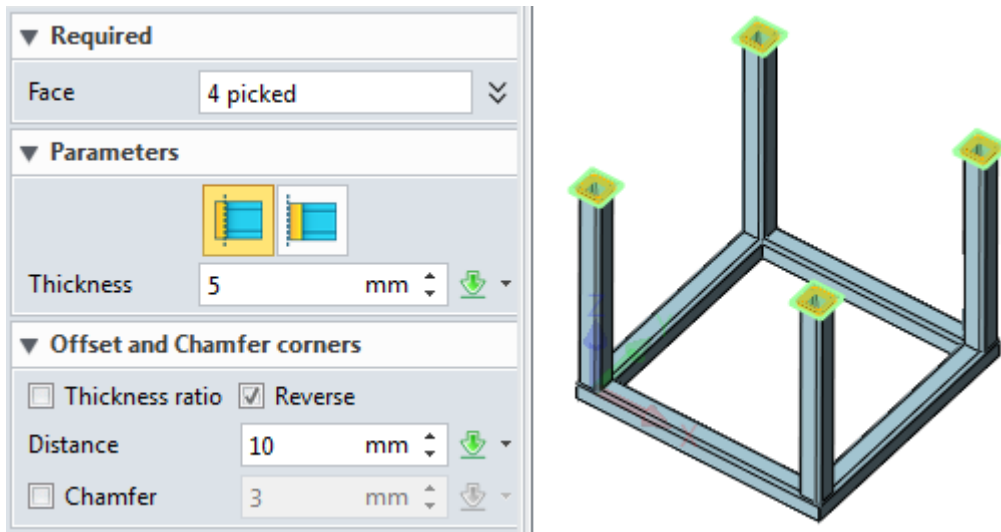 Required
Face 4 picked
Parameters
Thickness 5 mm
Offset and Chamfer corners
Thickness ratio Reverse
Distance 10 mm
Chamfer 3 mm
Z
X